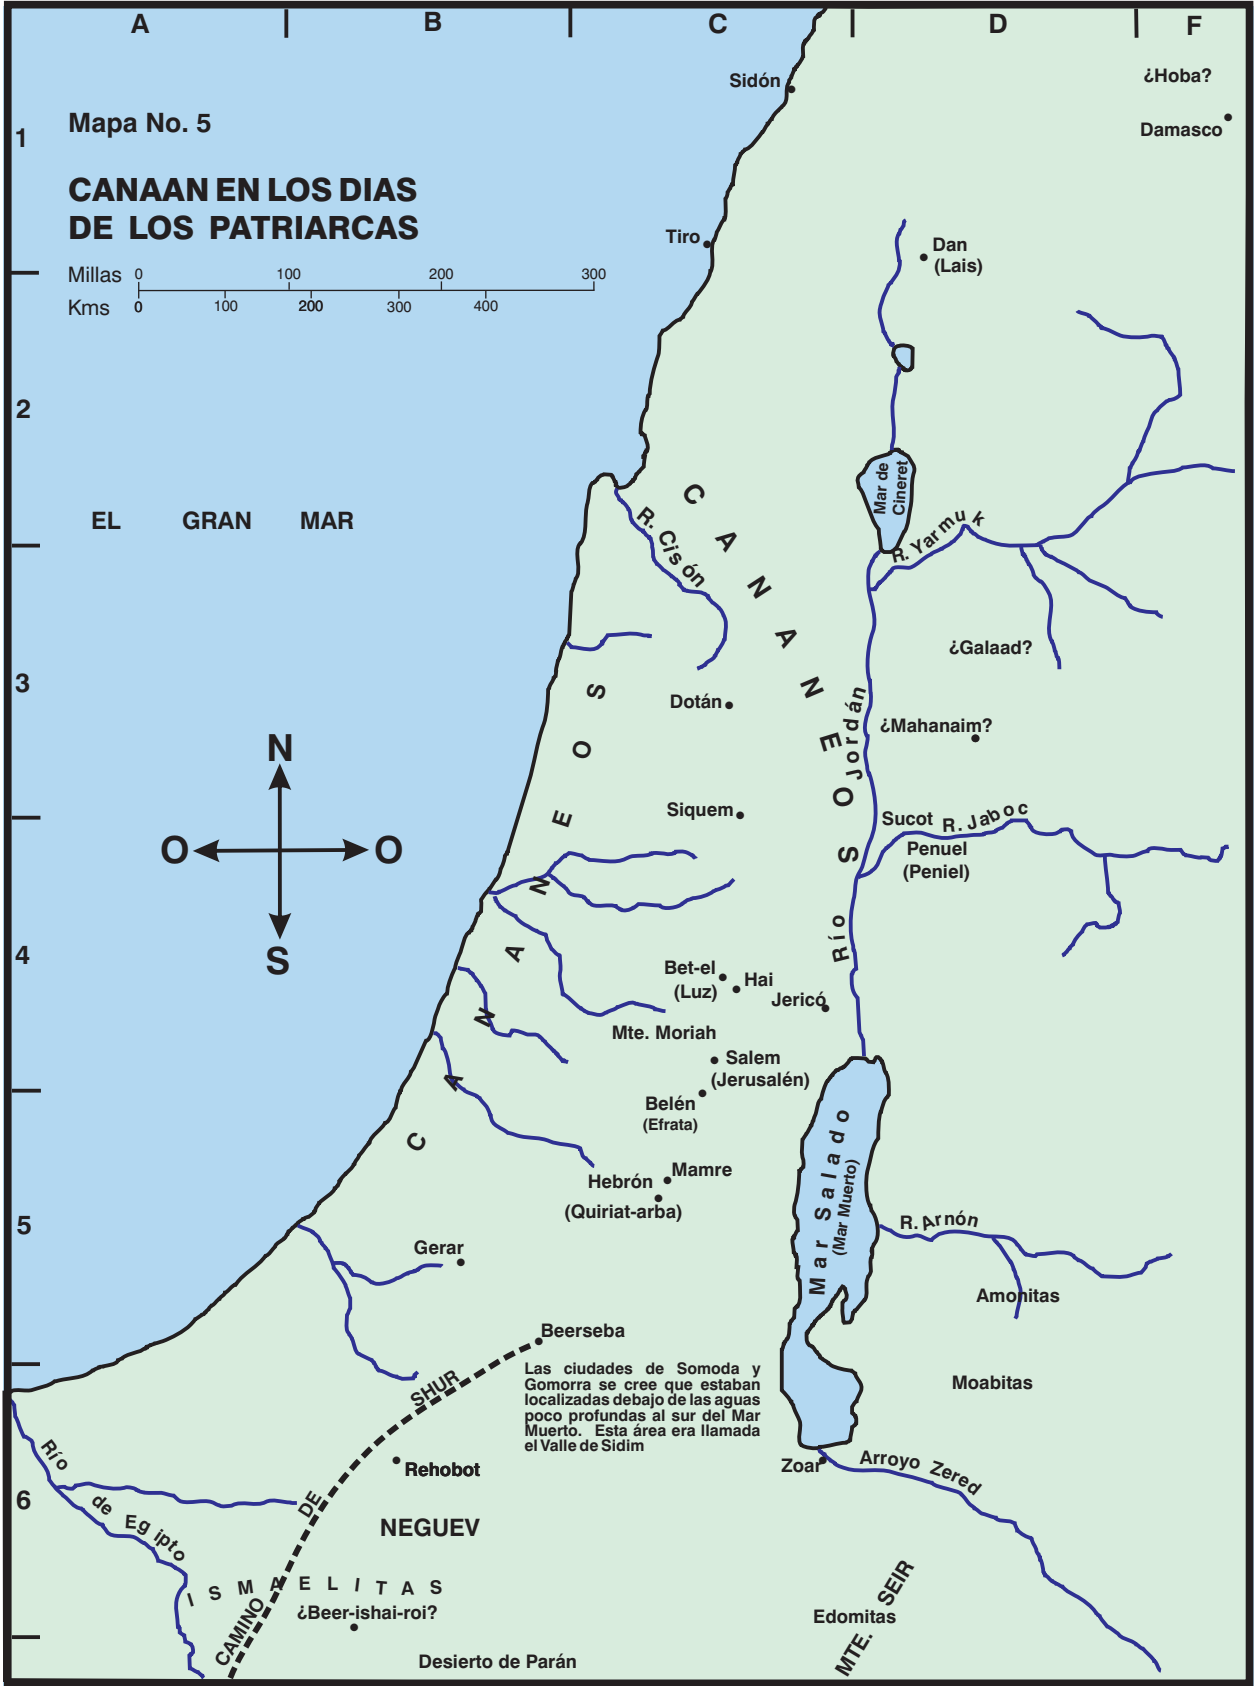 A B C D F
1
2
3
4
5
6
Mapa No. 5
CANAAN EN LOS DIAS
DE LOS PATRIARCAS
Millas 0 100 200 300
Kms 0 100 200 300 400
Sidón
¿Hoba?
Damasco
Tiro
Dan
(Lais)
EL GRAN MAR
Mar de
Cineret
R. Cisón
R. Yarmuk
CANANEOS
¿Galaad?
Dotán
¿Mahanaim?
Río Jordán
N
O O
S
Siquem
Sucot
R. Jaboc
Penuel
(Peniel)
CANANNEOS
Bet-el
(Luz)
Hai
Jericó
Mte. Moriah
Salem
(Jerusalén)
Belén
(Efrata)
Mamre
Hebrón
(Quiriat-arba)
Mar Salado
(Mar Muerto)
R. Arnón
Gerar
Amonitas
Beerseba
Las ciudades de Somoda y
Gomorra se cree que estaban
localizadas debajo de las aguas
poco profundas al sur del Mar
Muerto. Esta área era llamada
el Valle de Sidim
Moabitas
CAMINO DE SHUR
Rehobot
Zoar
Arroyo Zered
Río de Egipto
NEGUEV
ISMAELITAS
¿Beer-ishai-roi?
Edomitas
MTE. SEIR
Desierto de Parán